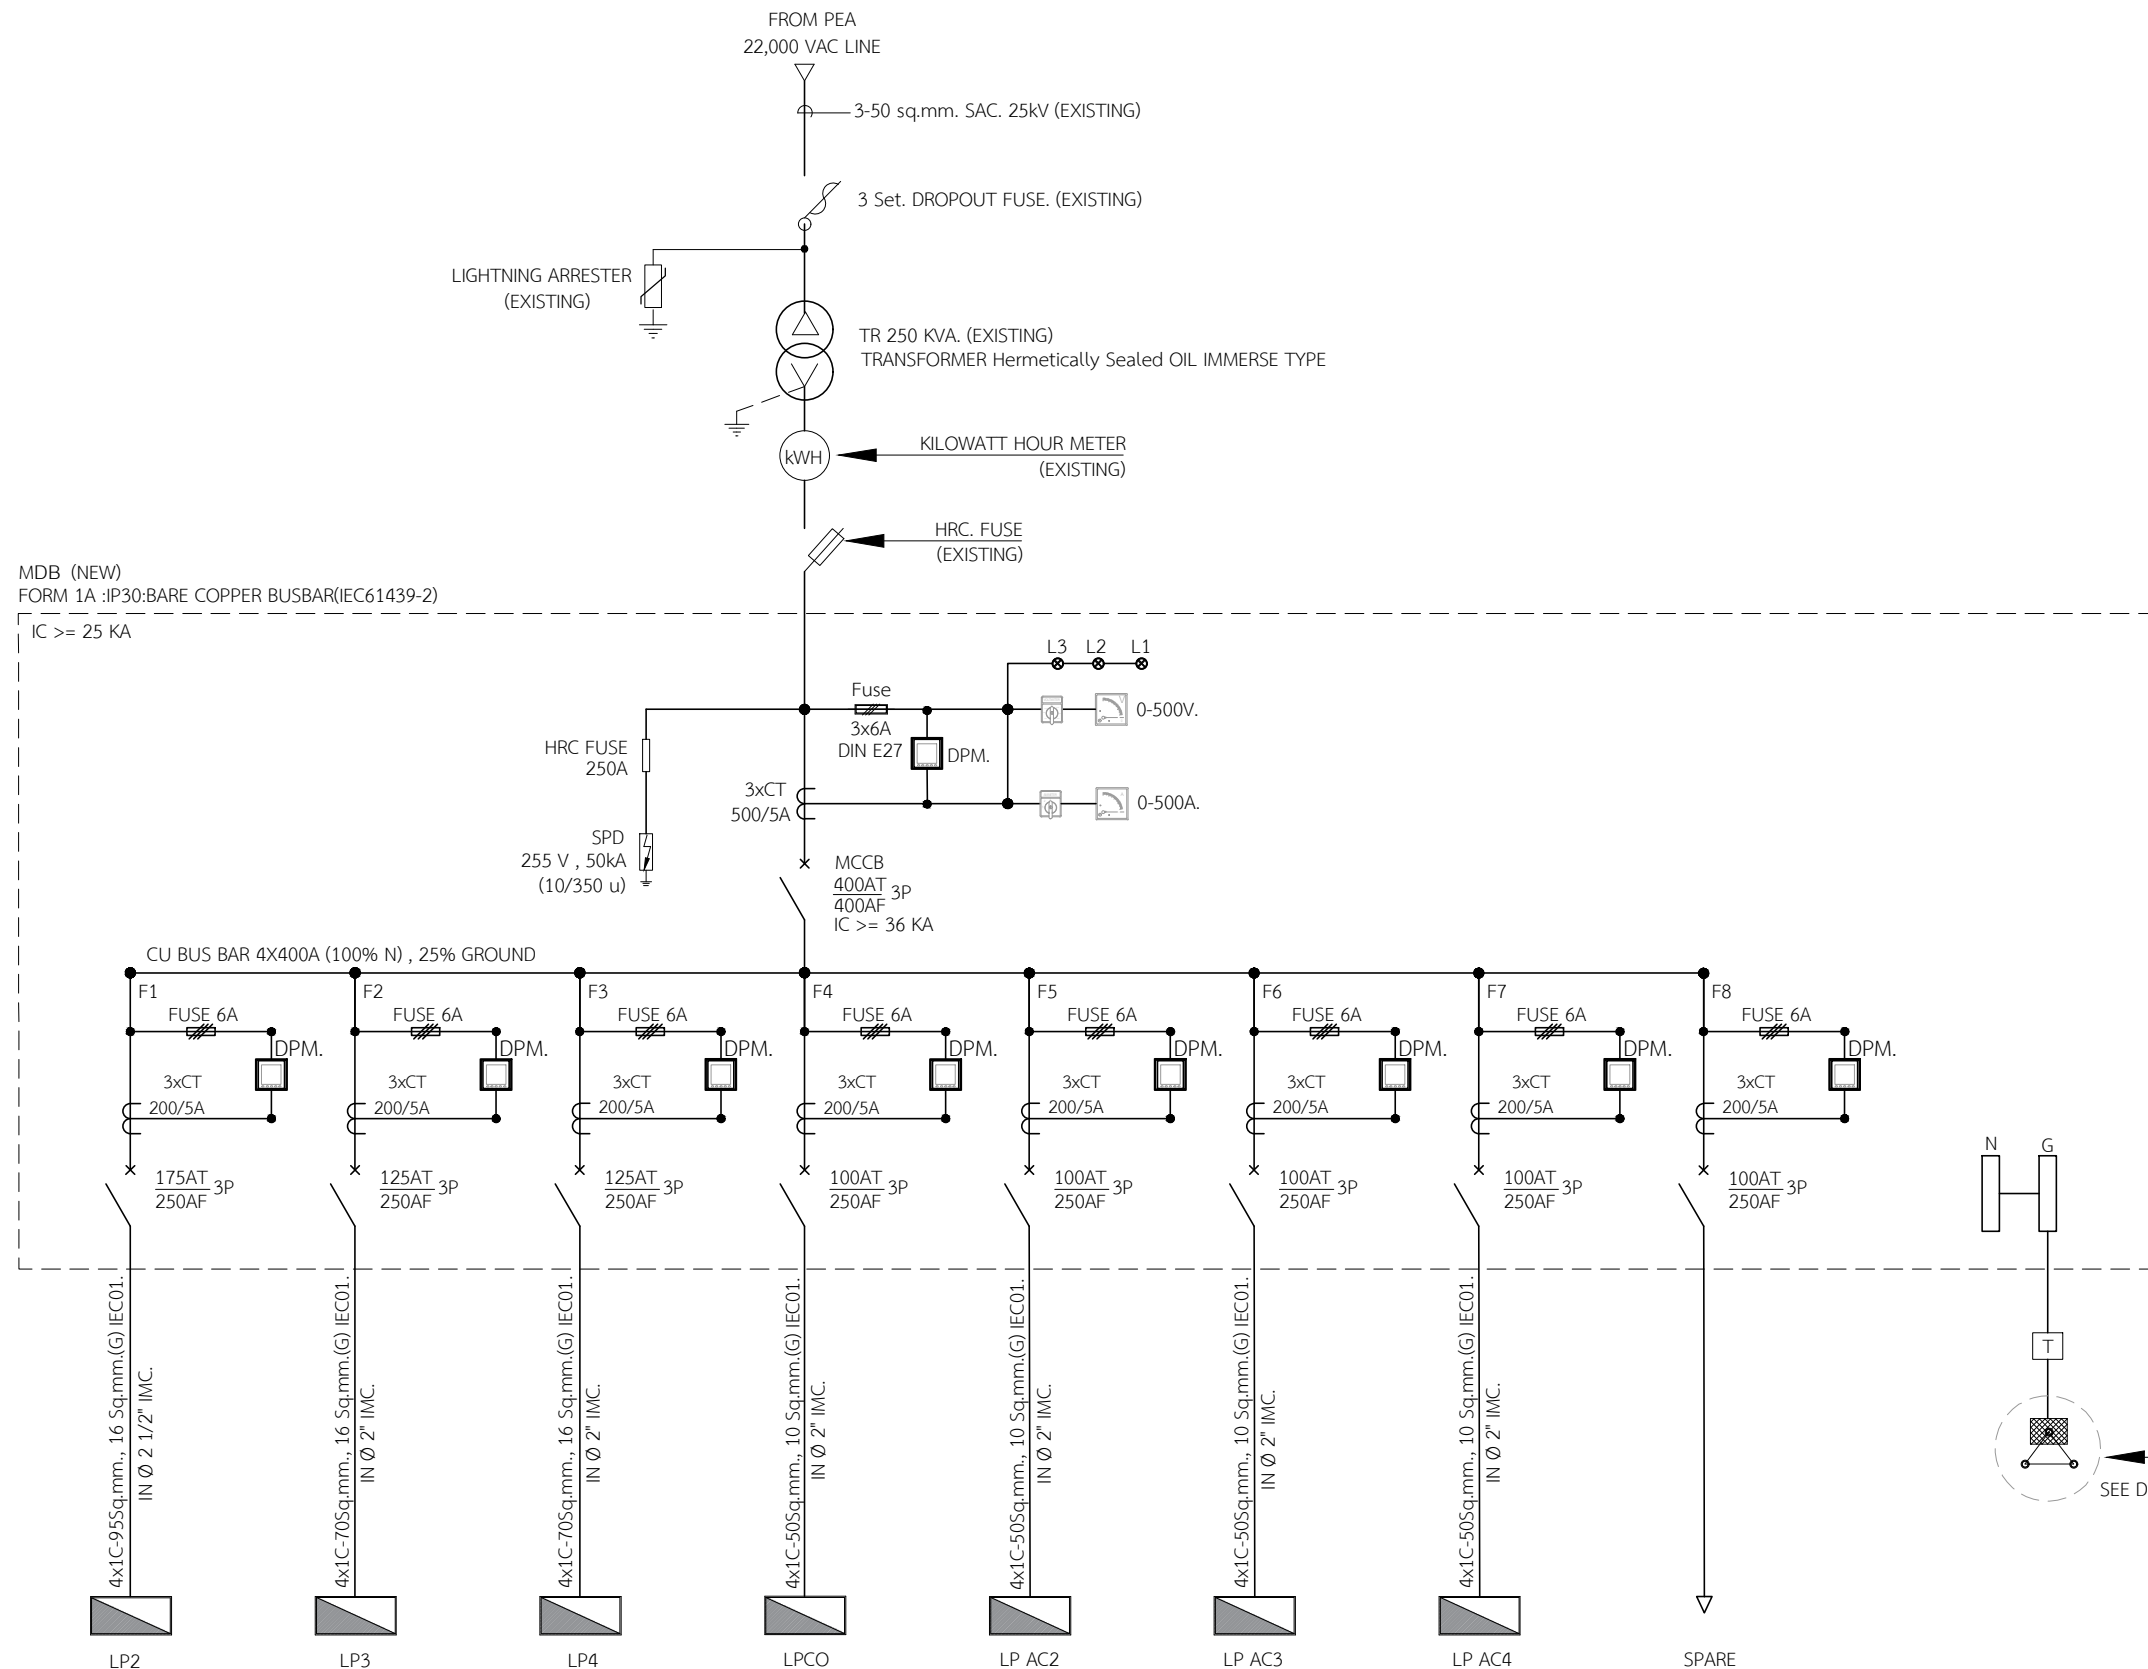 FROM PEA
22,000 VAC LINE
3-50 sq.mm. SAC. 25kV (EXISTING)
3 Set. DROPOUT FUSE. (EXISTING)
LIGHTNING ARRESTER
(EXISTING)
TR 250 KVA. (EXISTING)
TRANSFORMER Hermetically Sealed OIL IMMERSE TYPE
kWH
KILOWATT HOUR METER
(EXISTING)
HRC. FUSE
(EXISTING)
MDB (NEW)
FORM 1A :IP30:BARE COPPER BUSBAR(IEC61439-2)
IC >= 25 KA
L3 L2 L1
Fuse
3x6A
DIN E27
DPM.
V
0-500V.
HRC FUSE
250A
3xCT
500/5A
0-500A.
SPD
255 V , 50kA
(10/350 u)
MCCB
400AT
400AF 3P
IC >= 36 KA
CU BUS BAR 4X400A (100% N) , 25% GROUND
F1
FUSE 6A
DPM.
3xCT
200/5A
175AT
250AF 3P
4x1C-95Sq.mm., 16 Sq.mm.(G) IEC01.
IN Ø 2 1/2" IMC.
LP2
F2
FUSE 6A
DPM.
3xCT
200/5A
125AT
250AF 3P
4x1C-70Sq.mm., 16 Sq.mm.(G) IEC01.
IN Ø 2" IMC.
LP3
F3
FUSE 6A
DPM.
3xCT
200/5A
125AT
250AF 3P
4x1C-70Sq.mm., 16 Sq.mm.(G) IEC01.
IN Ø 2" IMC.
LP4
F4
FUSE 6A
DPM.
3xCT
200/5A
100AT
250AF 3P
4x1C-50Sq.mm., 10 Sq.mm.(G) IEC01.
IN Ø 2" IMC.
LPCO
F5
FUSE 6A
DPM.
3xCT
200/5A
100AT
250AF 3P
4x1C-50Sq.mm., 10 Sq.mm.(G) IEC01.
IN Ø 2" IMC.
LP AC2
F6
FUSE 6A
DPM.
3xCT
200/5A
100AT
250AF 3P
4x1C-50Sq.mm., 10 Sq.mm.(G) IEC01.
IN Ø 2" IMC.
LP AC3
F7
FUSE 6A
DPM.
3xCT
200/5A
100AT
250AF 3P
4x1C-50Sq.mm., 10 Sq.mm.(G) IEC01.
IN Ø 2" IMC.
LP AC4
F8
FUSE 6A
DPM.
3xCT
200/5A
100AT
250AF 3P
SPARE
N G
T
SEE D